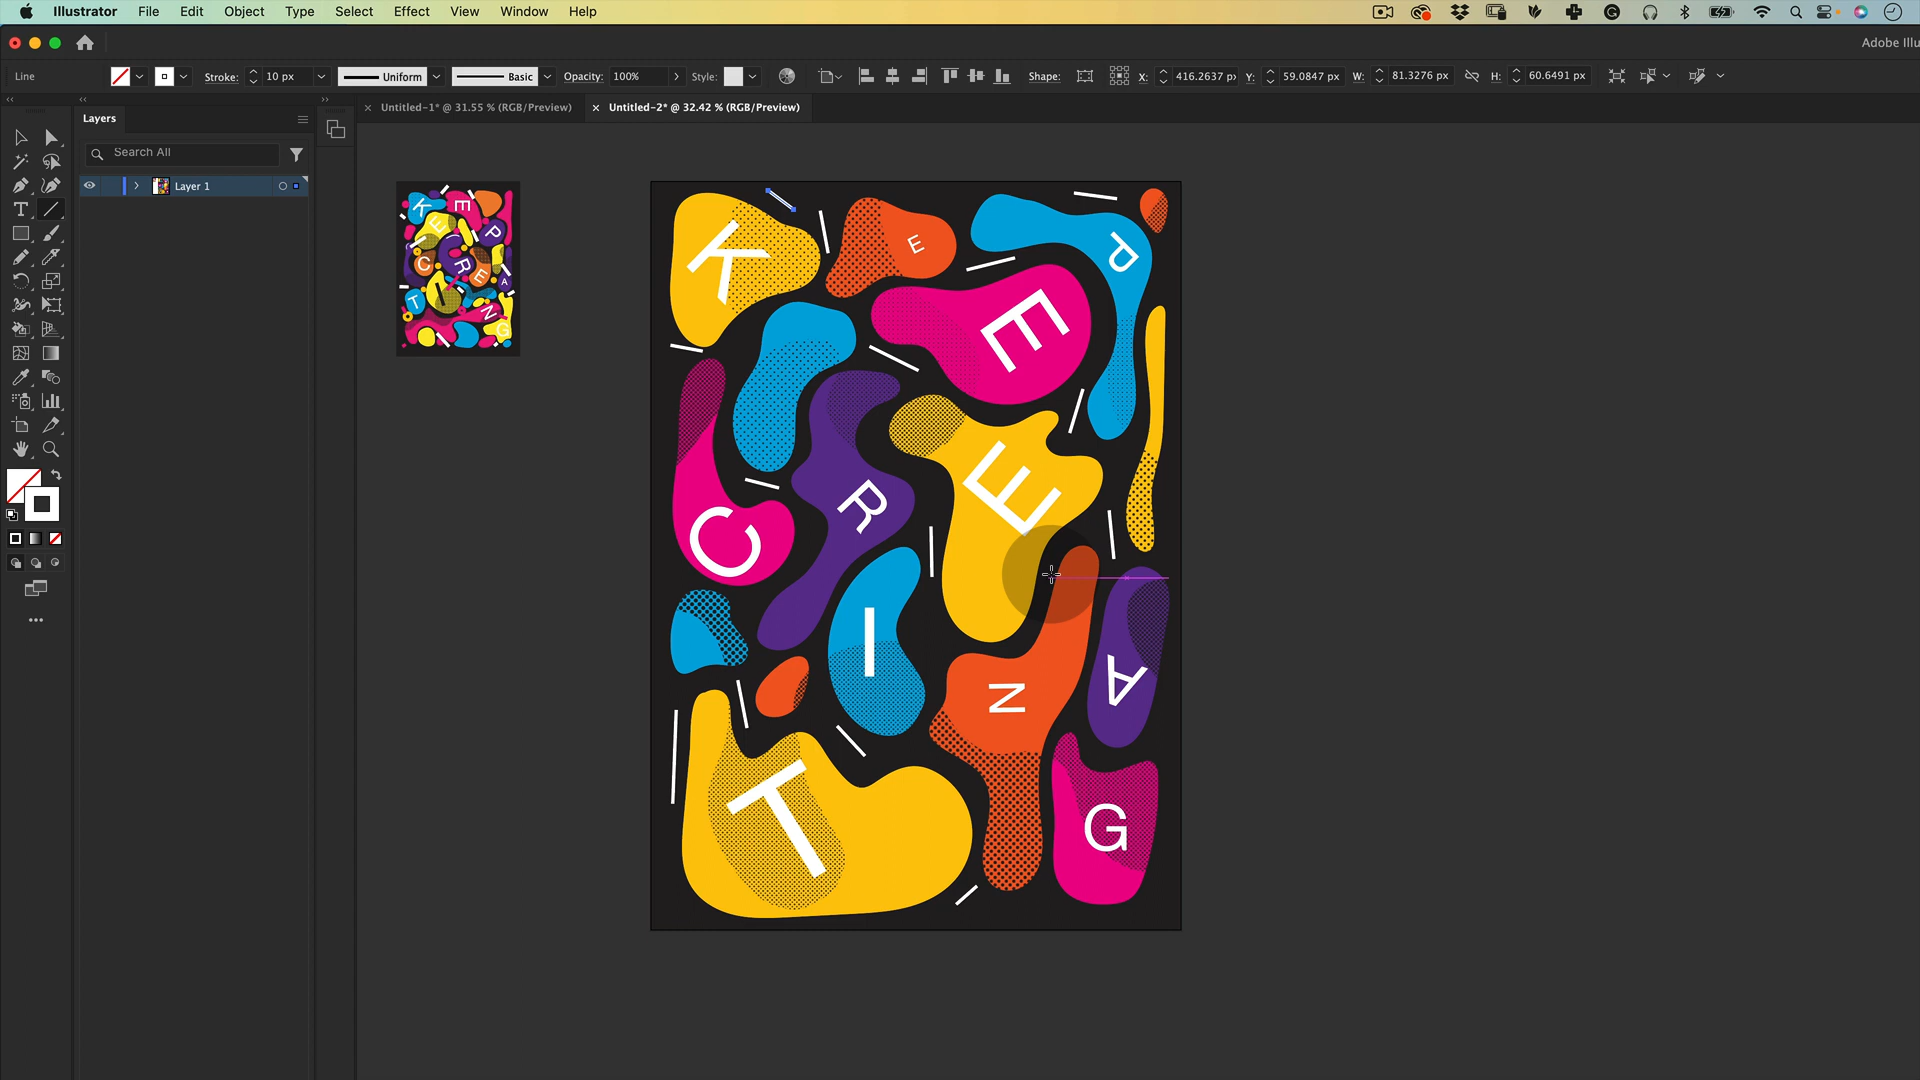 Illustrator File Edit Object Type Select Effect View Window Help
Adobe Illu
Line Stroke: 10 px Uniform Basic Opacity: 100% Style: Shape: X: 416.2637 px Y: 59.0847 px W: 81.3276 px H: 60.6491 px
Untitled-1* @ 31.55 % (RGB/Preview) Untitled-2* @ 32.42 % (RGB/Preview)
Layers
Search All
Layer 1
K E E P
C R E A
T I N G
K E E P
C R E A
T I N G